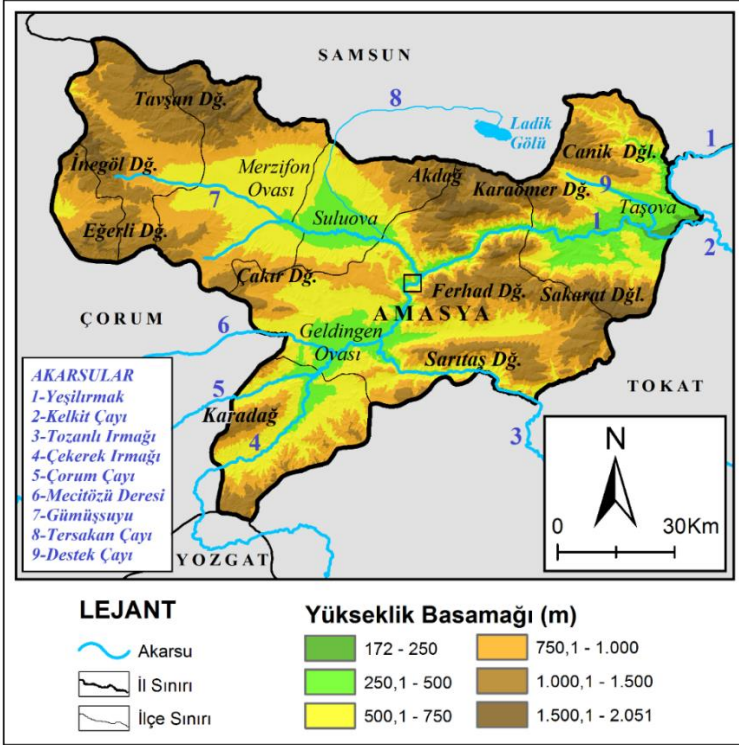 SAMSUN
Tavşan Dğ.
8
Ladik
Gölü
1
İnegöl Dğ.
Merzifon
Ovası
Akdağ
Canik Dğl.
Karaömer Dğ.
9
7
Suluova
1
Taşova
Eğerli Dğ.
2
Çakır Dğ.
Ferhad Dğ.
Sakarat Dğl.
AMASYA
ÇORUM
6
Geldingen
Ovası
Sarıtaş Dğ.
TOKAT
5
Karadağ
4
3
YOZGAT
AKARSULAR
1-Yeşilırmak
2-Kelkit Çayı
3-Tozanlı Irmağı
4-Çekerek Irmağı
5-Çorum Çayı
6-Mecitözü Deresi
7-Gümüşsuyu
8-Tersakan Çayı
9-Destek Çayı
N
0 30Km
LEJANT
Akarsu
İl Sınırı
İlçe Sınırı
Yükseklik Basamağı (m)
172 - 250
250,1 - 500
500,1 - 750
750,1 - 1.000
1.000,1 - 1.500
1.500,1 - 2.051